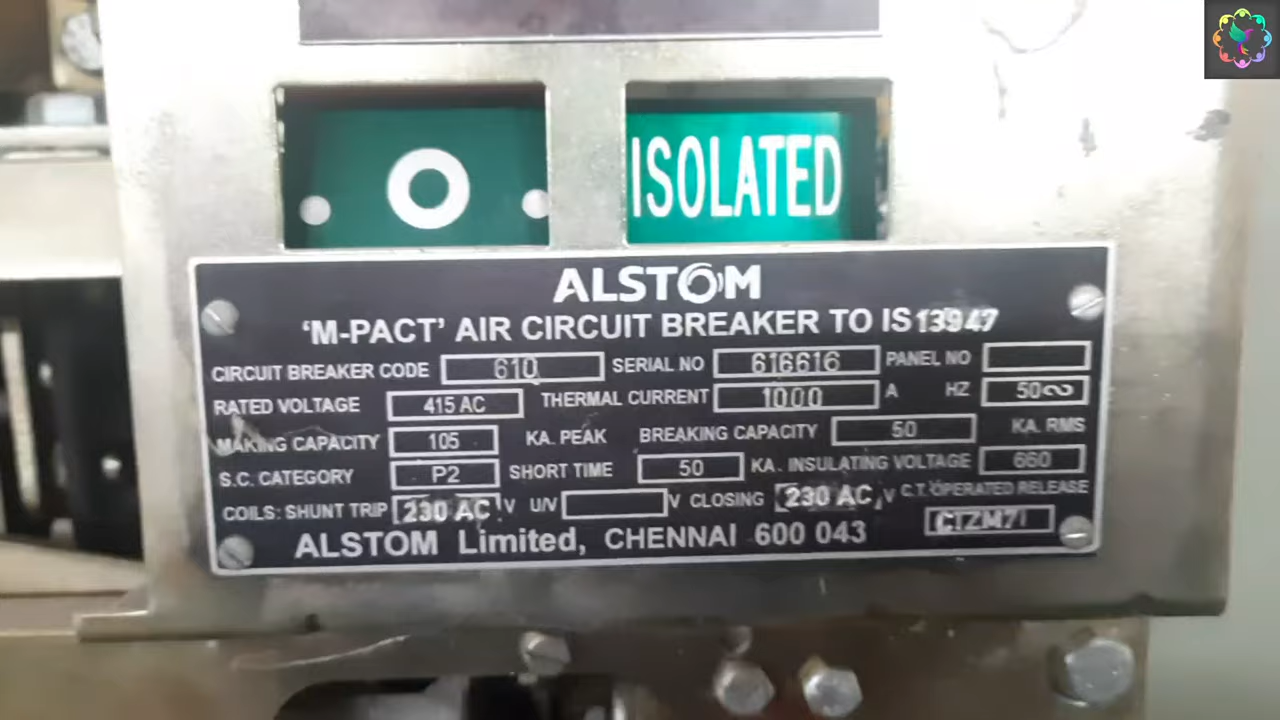 O
ISOLATED
ALSTOM
'M-PACT' AIR CIRCUIT BREAKER TO IS 13947
CIRCUIT BREAKER CODE 610 SERIAL NO 616616 PANEL NO
RATED VOLTAGE 415 AC THERMAL CURRENT 1000 A HZ 50~
MAKING CAPACITY 105 KA. PEAK BREAKING CAPACITY 50 KA. RMS
S.C. CATEGORY P2 SHORT TIME 50 KA. INSULATING VOLTAGE 660
COILS: SHUNT TRIP 230 AC V U/V V CLOSING 230 AC V C.T. OPERATED RELEASE
CTZM71
ALSTOM Limited, CHENNAI 600 043